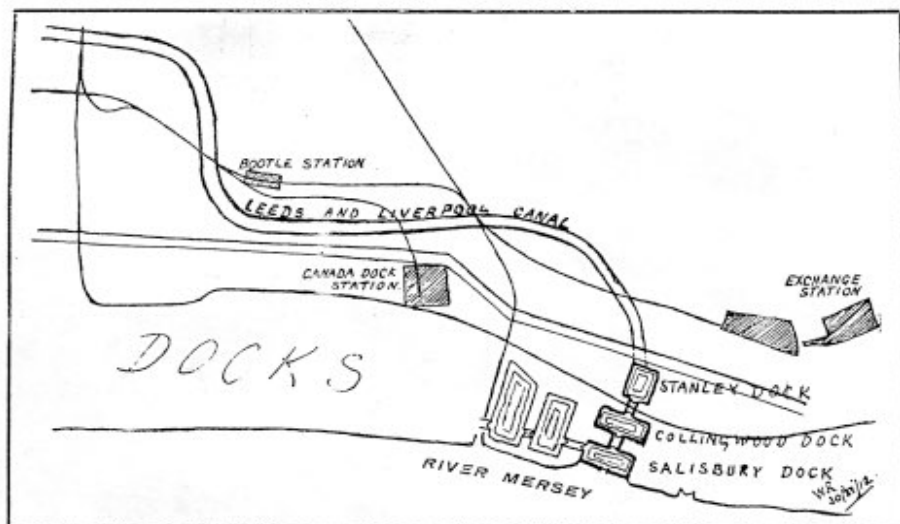 BOOTLE STATION
LEEDS AND LIVERPOOL CANAL
CANADA DOCK
STATION.
EXCHANGE
STATION
DOCKS
STANLEY DOCK
COLLINGWOOD DOCK
SALISBURY DOCK
RIVER MERSEY
W.R.